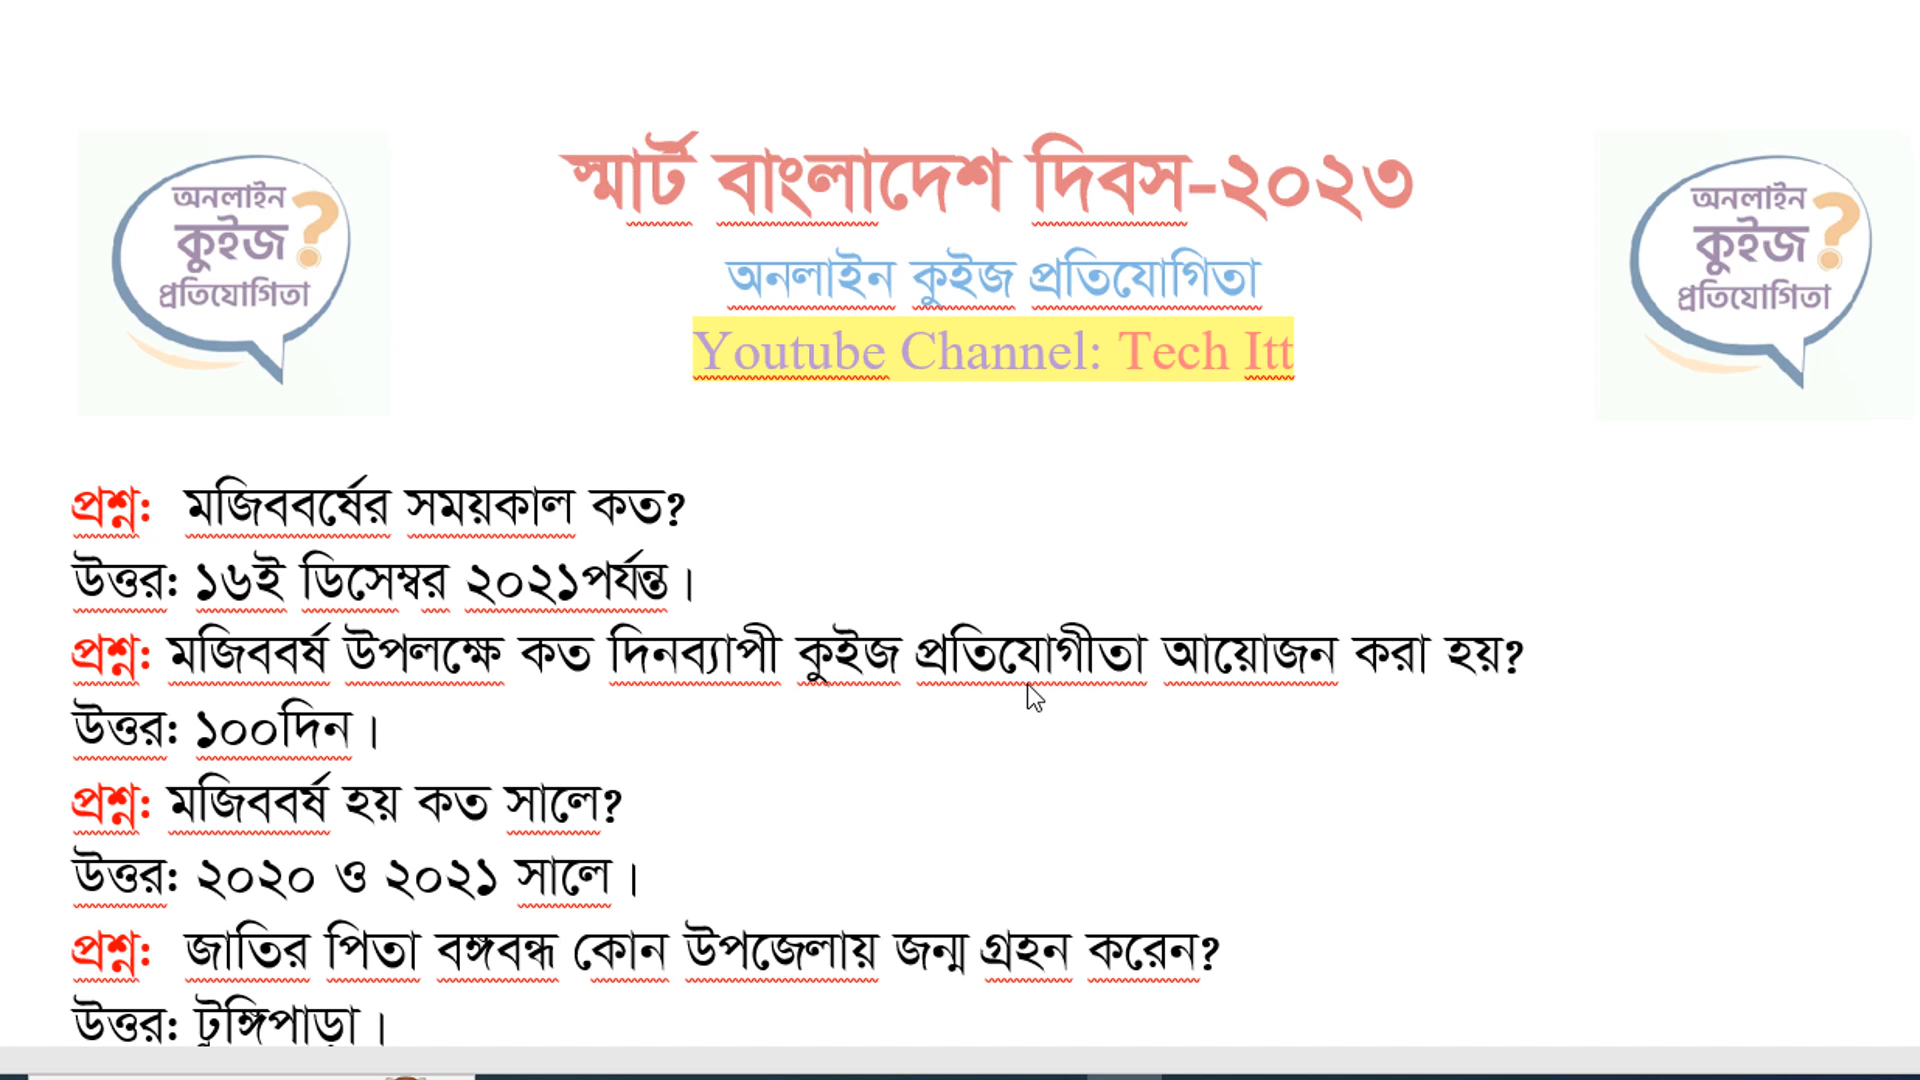 অনলাইন
কুইজ?
প্রতিযোগিতা
স্মার্ট বাংলাদেশ দিবস-২০২৩
অনলাইন কুইজ প্রতিযোগিতা
Youtube Channel: Tech Itt
অনলাইন
কুইজ?
প্রতিযোগিতা
প্রশ্ন: মজিববর্ষের সময়কাল কত?
উত্তর: ১৬ই ডিসেম্বর ২০২১পর্যন্ত।
প্রশ্ন: মজিববর্ষ উপলক্ষে কত দিনব্যাপী কুইজ প্রতিযোগীতা আয়োজন করা হয়?
উত্তর: ১০০দিন।
প্রশ্ন: মজিববর্ষ হয় কত সালে?
উত্তর: ২০২০ ও ২০২১ সালে।
প্রশ্ন: জাতির পিতা বঙ্গবন্ধ কোন উপজেলায় জন্ম গ্রহন করেন?
উত্তর: টুঙ্গিপাড়া।